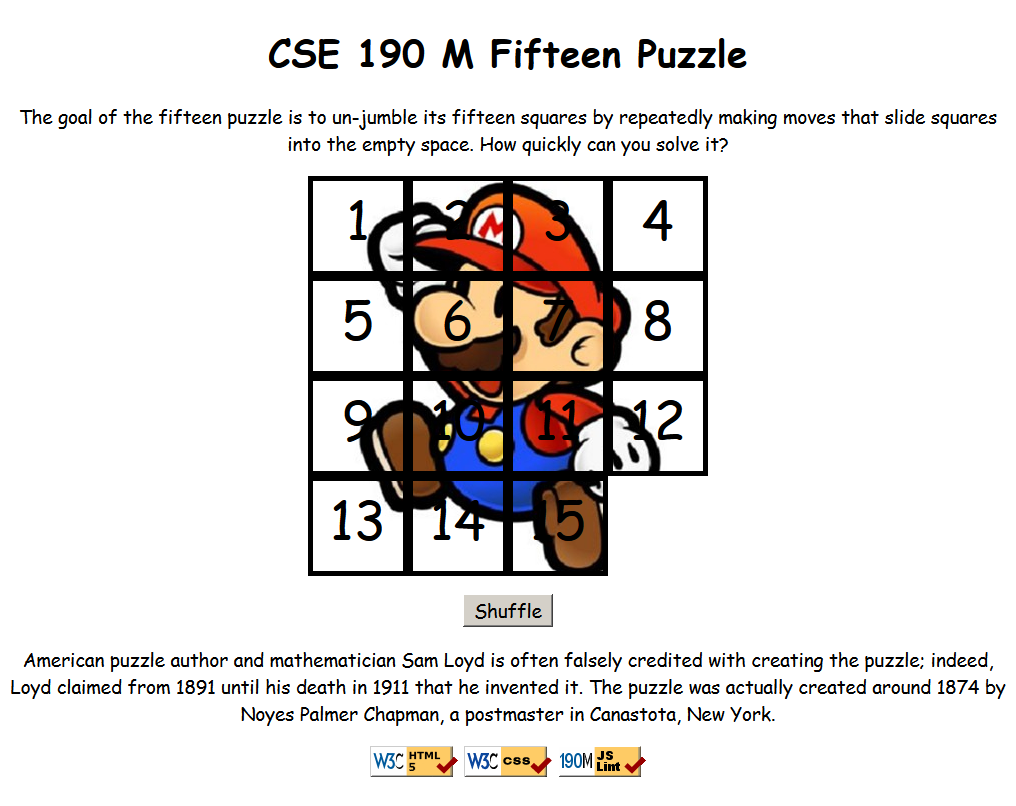 CSE 190 M Fifteen Puzzle
The goal of the fifteen puzzle is to un-jumble its fifteen squares by repeatedly making moves that slide squares
into the empty space. How quickly can you solve it?
1 2 3 4
M
5 6 7 8
9 10 11 12
13 14 15
Shuffle
American puzzle author and mathematician Sam Loyd is often falsely credited with creating the puzzle; indeed,
Loyd claimed from 1891 until his death in 1911 that he invented it. The puzzle was actually created around 1874 by
Noyes Palmer Chapman, a postmaster in Canastota, New York.
W3C HTML 5 W3C css 190M JS Lint